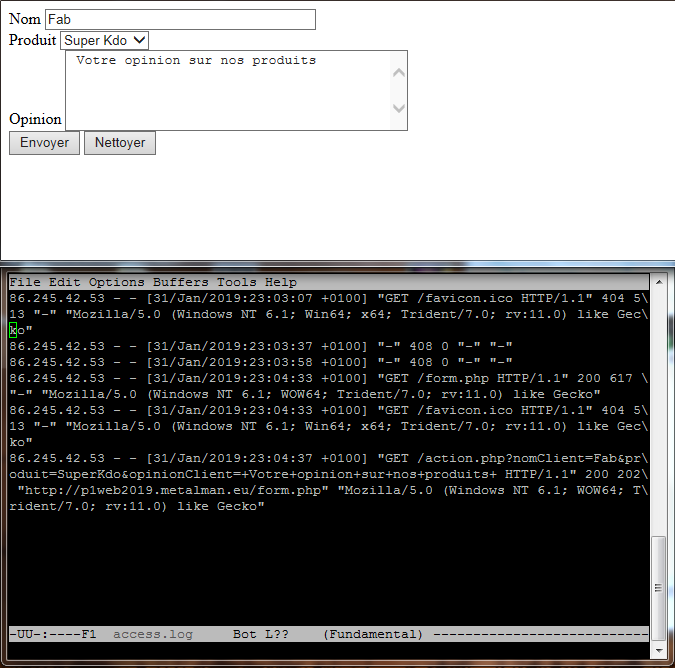 Nom Fab
Produit Super Kdo
Votre opinion sur nos produits
Opinion
Envoyer Nettoyer
File Edit Options Buffers Tools Help
86.245.42.53 - - [31/Jan/2019:23:03:07 +0100] "GET /favicon.ico HTTP/1.1" 404 5\
13 "-" "Mozilla/5.0 (Windows NT 6.1; Win64; x64; Trident/7.0; rv:11.0) like Gec\
ko"
86.245.42.53 - - [31/Jan/2019:23:03:37 +0100] "-" 408 0 "-" "-"
86.245.42.53 - - [31/Jan/2019:23:03:58 +0100] "-" 408 0 "-" "-"
86.245.42.53 - - [31/Jan/2019:23:04:33 +0100] "GET /form.php HTTP/1.1" 200 617 \
"-" "Mozilla/5.0 (Windows NT 6.1; WOW64; Trident/7.0; rv:11.0) like Gecko"
86.245.42.53 - - [31/Jan/2019:23:04:33 +0100] "GET /favicon.ico HTTP/1.1" 404 5\
13 "-" "Mozilla/5.0 (Windows NT 6.1; Win64; x64; Trident/7.0; rv:11.0) like Gec\
ko"
86.245.42.53 - - [31/Jan/2019:23:04:37 +0100] "GET /action.php?nomClient=Fab&pr\
oduit=SuperKdo&opinionClient=+Votre+opinion+sur+nos+produits+ HTTP/1.1" 200 202\
"http://p1web2019.metalman.eu/form.php" "Mozilla/5.0 (Windows NT 6.1; WOW64; T\
rident/7.0; rv:11.0) like Gecko"
-UU-:----F1 access.log Bot L?? (Fundamental) ---------------------------